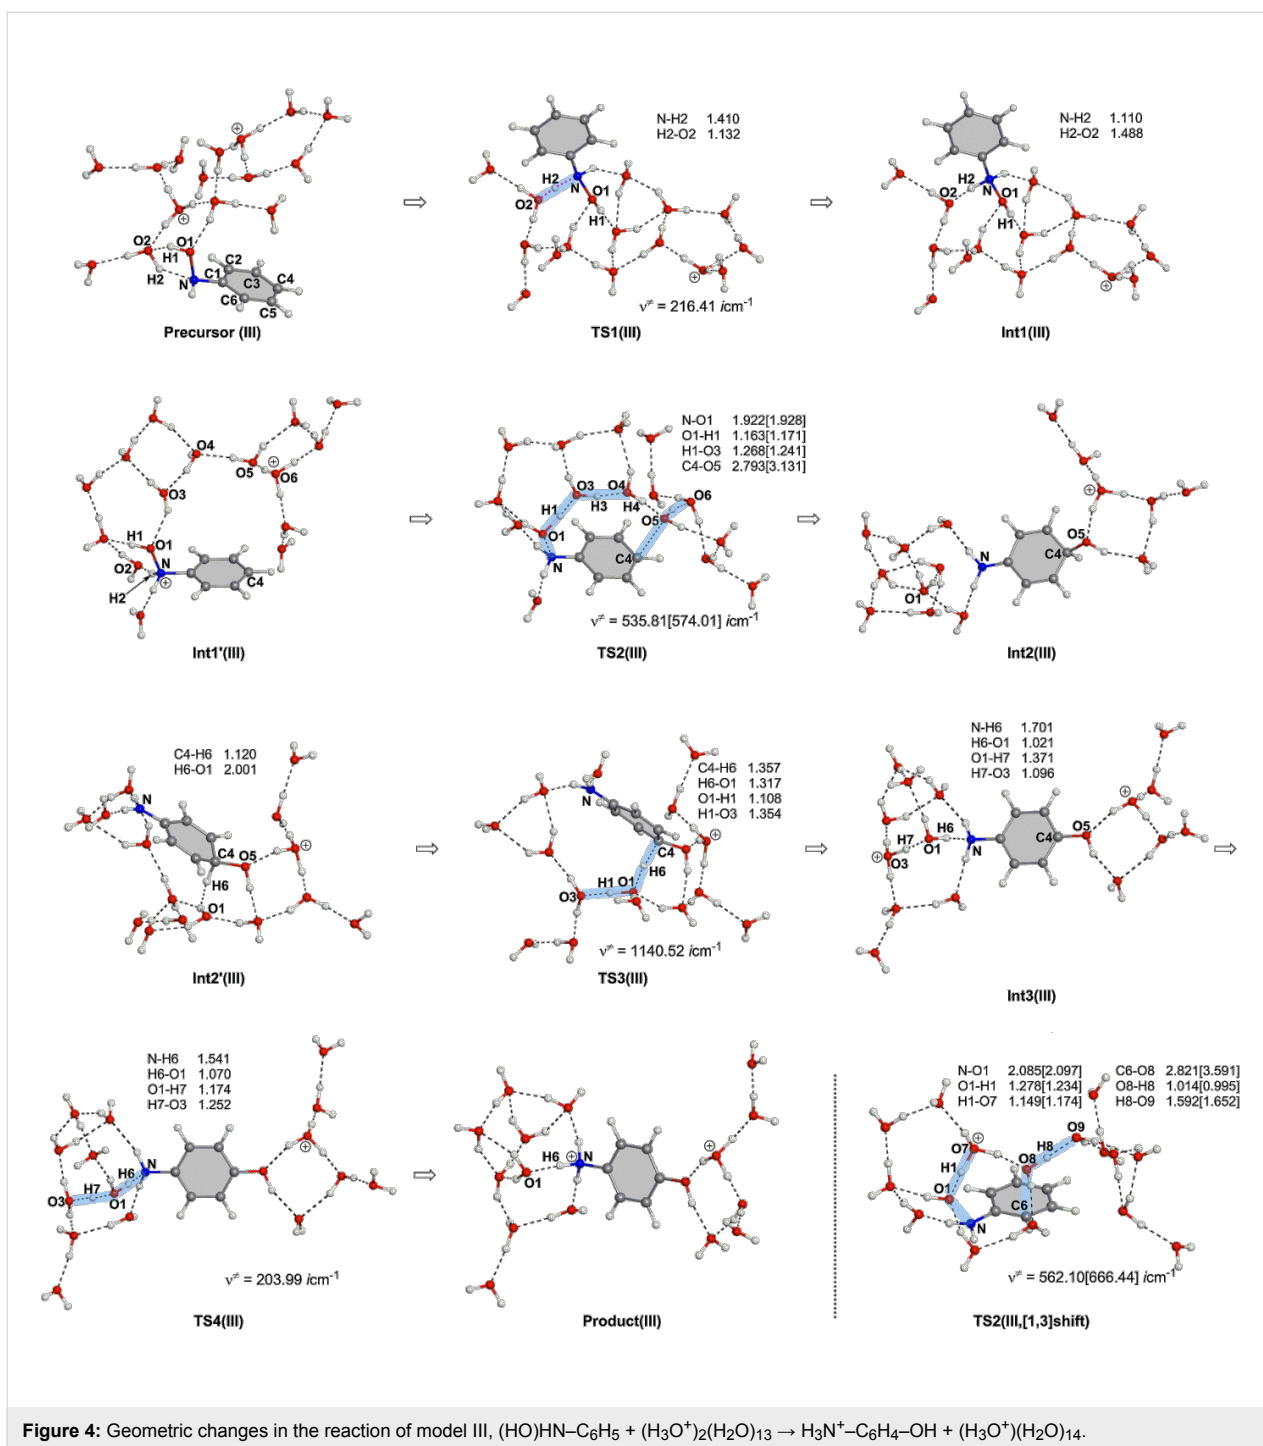 N-H2 1.410
H2-O2 1.132
N-H2 1.110
H2-O2 1.488
O2 O1 H1 H2 N C1 C2 C3 C4 C5 C6
H2 N O1 O2 H1
H2 N O1 O2 H1
ν≠ = 216.41 icm-1
Precursor (III)
TS1(III)
Int1(III)
N-O1 1.922[1.928]
O1-H1 1.163[1.171]
H1-O3 1.268[1.241]
C4-O5 2.793[3.131]
O4 O5 O6 O3 H1 O1 O2 N H2 C4
O3 O4 H3 H4 O6 O5 H1 O1 N C4
O5 C4 N O1
ν≠ = 535.81[574.01] icm-1
Int1'(III)
TS2(III)
Int2(III)
C4-H6 1.120
H6-O1 2.001
C4-H6 1.357
H6-O1 1.317
O1-H1 1.108
H1-O3 1.354
N-H6 1.701
H6-O1 1.021
O1-H7 1.371
H7-O3 1.096
N C4 O5 H6 O1
N C4 H6 H1 O1 O3
H6 H7 O1 O3 N C4 O5
ν≠ = 1140.52 icm-1
Int2'(III)
TS3(III)
Int3(III)
N-H6 1.541
H6-O1 1.070
O1-H7 1.174
H7-O3 1.252
N-O1 2.085[2.097]
O1-H1 1.278[1.234]
H1-O7 1.149[1.174]
C6-O8 2.821[3.591]
O8-H8 1.014[0.995]
H8-O9 1.592[1.652]
N H6 H7 O1 O3
H6 N O1
O9 H8 O7 O8 H1 O1 C6 N
ν≠ = 203.99 icm-1
ν≠ = 562.10[666.44] icm-1
TS4(III)
Product(III)
TS2(III,[1,3]shift)
Figure 4: Geometric changes in the reaction of model III, (HO)HN–C6H5 + (H3O+)2(H2O)13 → H3N+–C6H4–OH + (H3O+)(H2O)14.